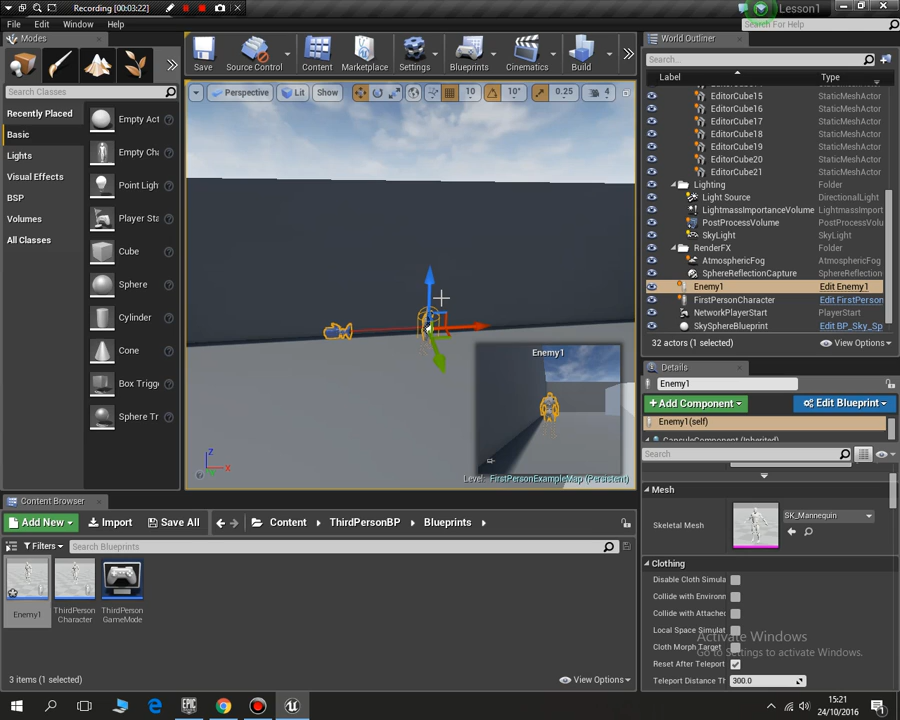 Recording [00:03:22]
Lesson1
File Edit Window Help
Search For Help
Modes
Search Classes
Recently Placed
Basic
Lights
Visual Effects
BSP
Volumes
All Classes
Empty Act
Empty Cha
Point Ligh
Player Sta
Cube
Sphere
Cylinder
Cone
Box Trigge
Sphere Tr
Save Source Control Content Marketplace Settings Blueprints Cinematics Build
Perspective Lit Show 10 10° 0.25 4
Enemy1
Z
X
Level: FirstPersonExampleMap (Persistent)
World Outliner
Search...
Label Type
EditorCube15 StaticMeshActor
EditorCube16 StaticMeshActor
EditorCube17 StaticMeshActor
EditorCube18 StaticMeshActor
EditorCube19 StaticMeshActor
EditorCube20 StaticMeshActor
EditorCube21 StaticMeshActor
Lighting Folder
Light Source DirectionalLight
LightmassImportanceVolume LightmassImport
PostProcessVolume PostProcessVolu
SkyLight SkyLight
RenderFX Folder
AtmosphericFog AtmosphericFog
SphereReflectionCapture SphereReflection
Enemy1 Edit Enemy1
FirstPersonCharacter Edit FirstPerson
NetworkPlayerStart PlayerStart
SkySphereBlueprint Edit BP_Sky_Sp
32 actors (1 selected) View Options
Details
Enemy1
+Add Component Edit Blueprint
Enemy1(self)
CapsuleComponent (Inherited)
Search
Mesh
Skeletal Mesh SK_Mannequin
Clothing
Disable Cloth Simula
Collide with Environm
Collide with Attached
Local Space Simulat
Cloth Morph Target
Reset After Teleport
Teleport Distance Th 300.0
Activate Windows
Go to Settings to activate Windows.
Content Browser
Add New Import Save All Content ThirdPersonBP Blueprints
Filters Search Blueprints
Enemy1
ThirdPerson
Character
ThirdPerson
GameMode
3 items (1 selected) View Options
EPIC
15:21
24/10/2016